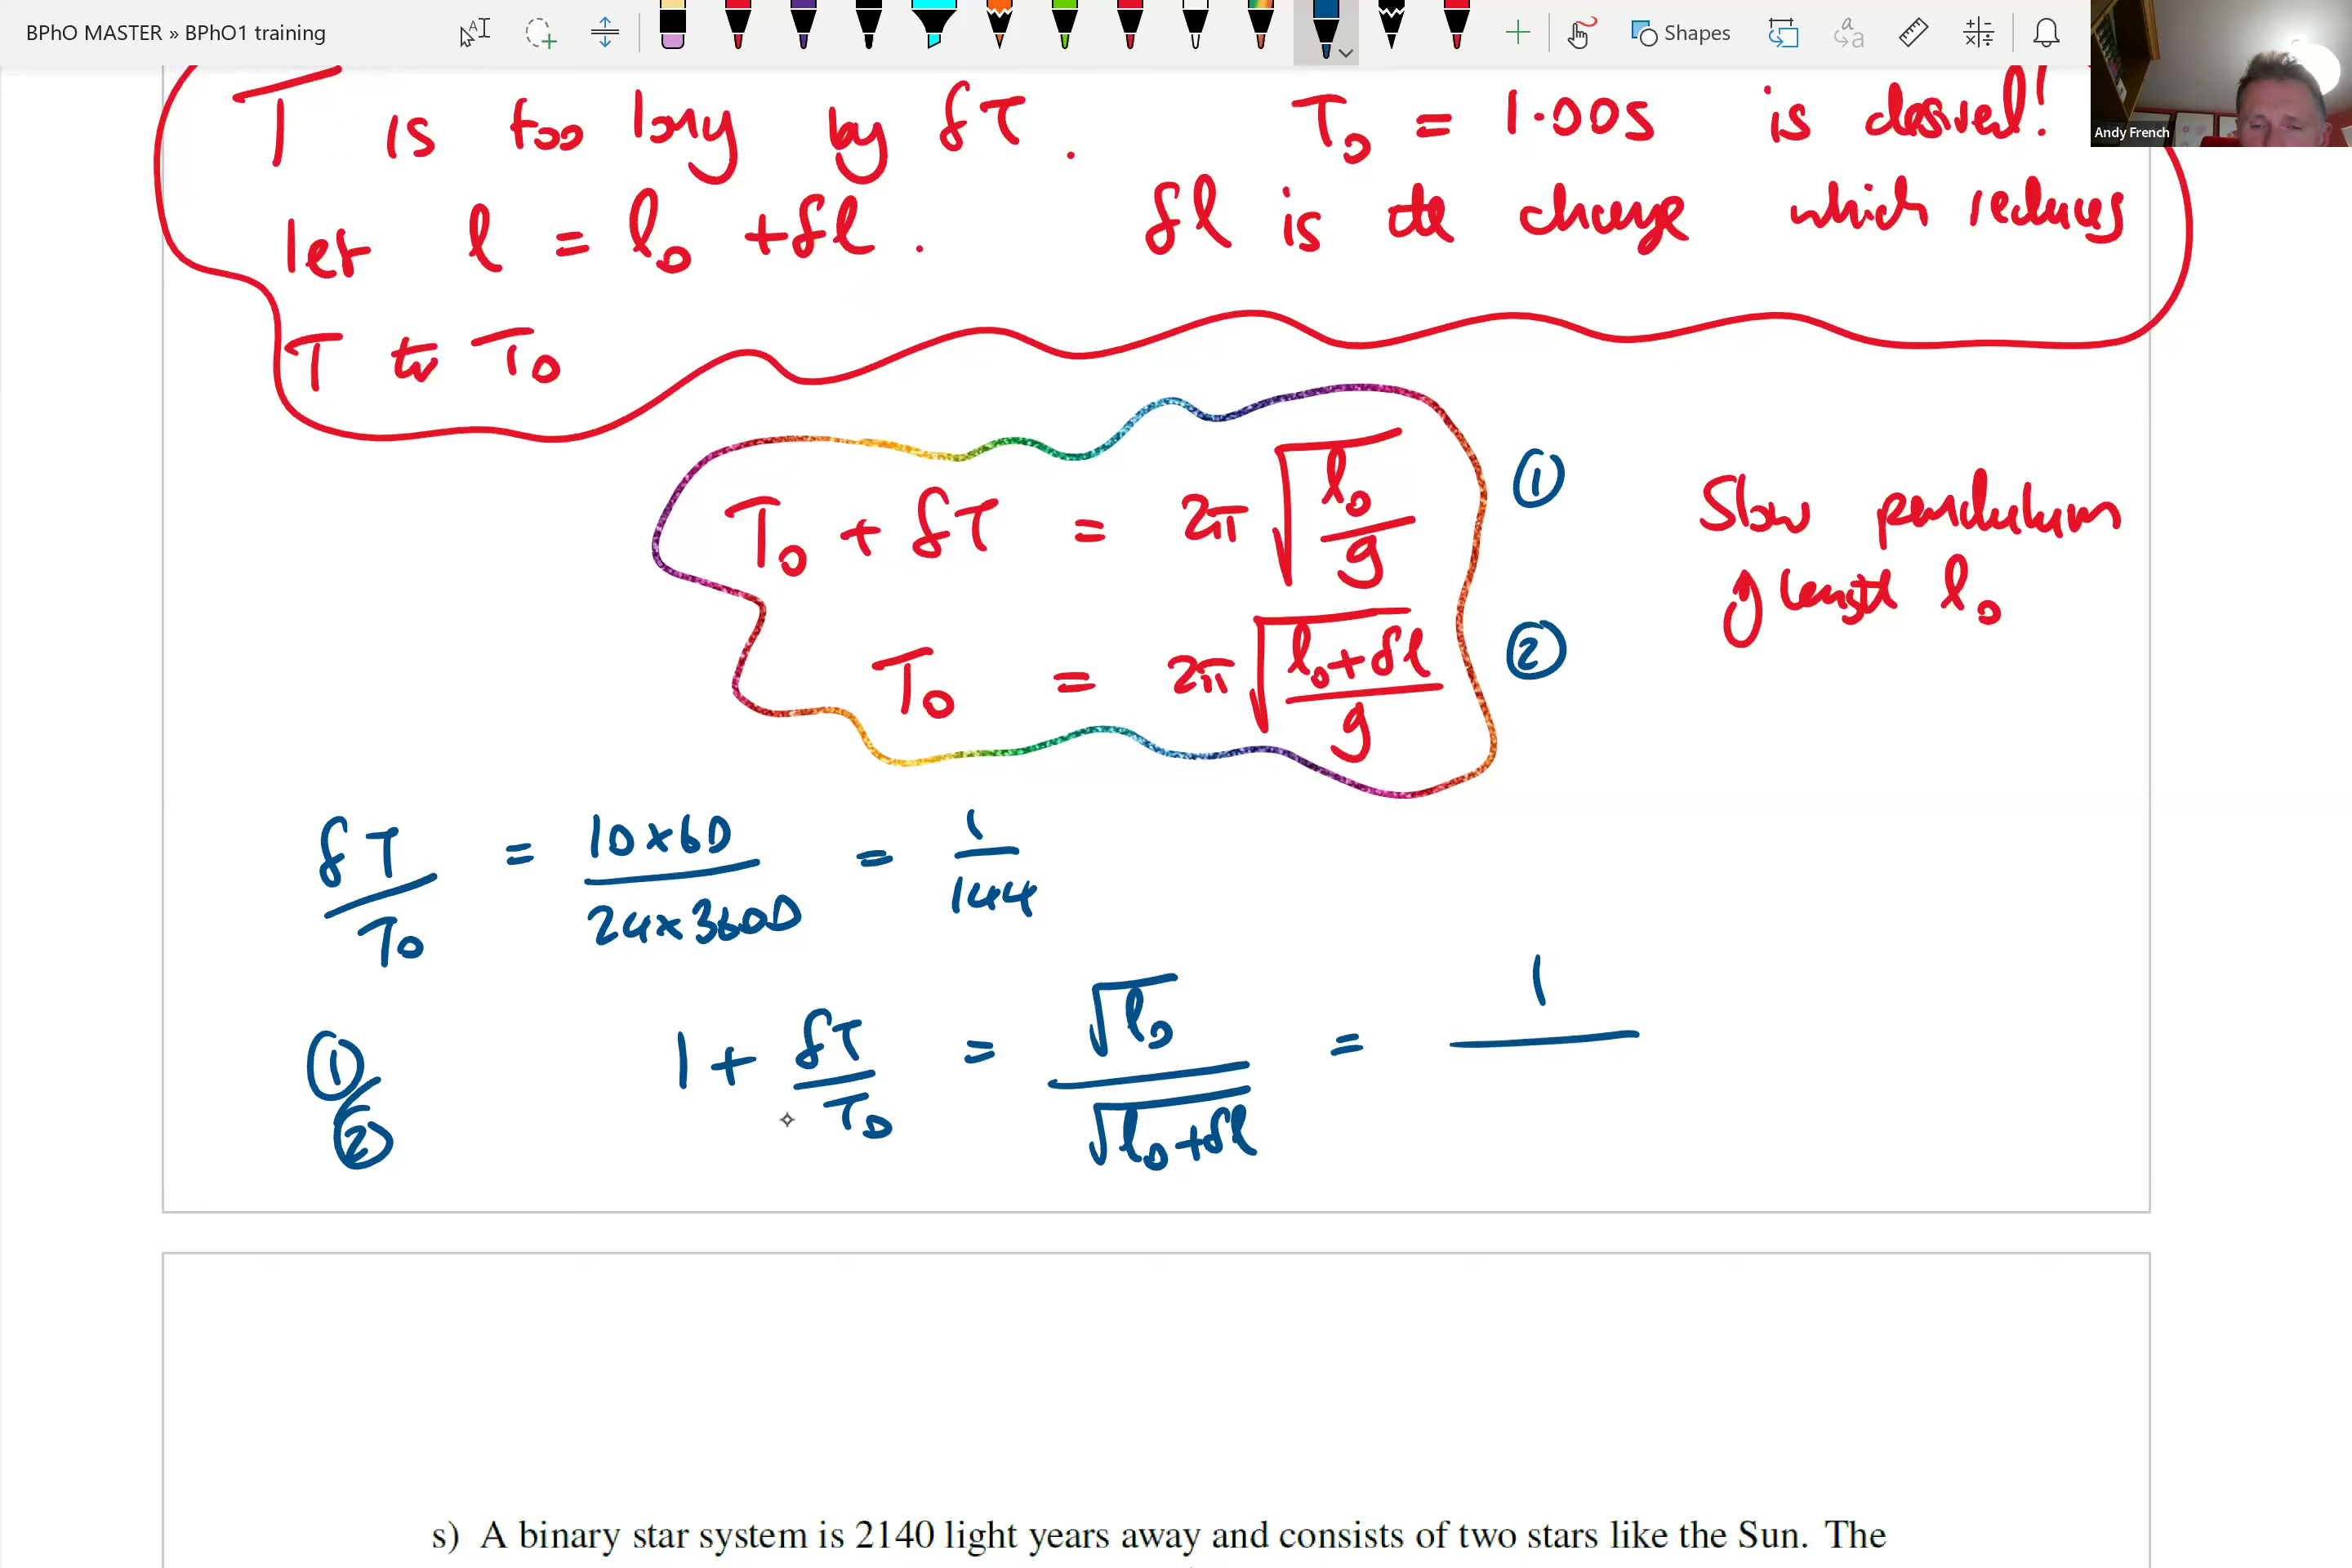 BPhO MASTER » BPhO1 training
Shapes
Andy French
T is too long by δT. T₀ = 1.00s is desired!
let l = l₀ + δl. δl is the change which reduces
T to T₀
T₀ + δT = 2π √(l₀/g) ①
Slow pendulum
of length l₀
T₀ = 2π √((l₀+δl)/g) ②
δT/T₀ = (10×60)/(24×3600) = 1/144
①/② 1 + δT/T₀ = √l₀/√(l₀+δl) = 1
s) A binary star system is 2140 light years away and consists of two stars like the Sun. The